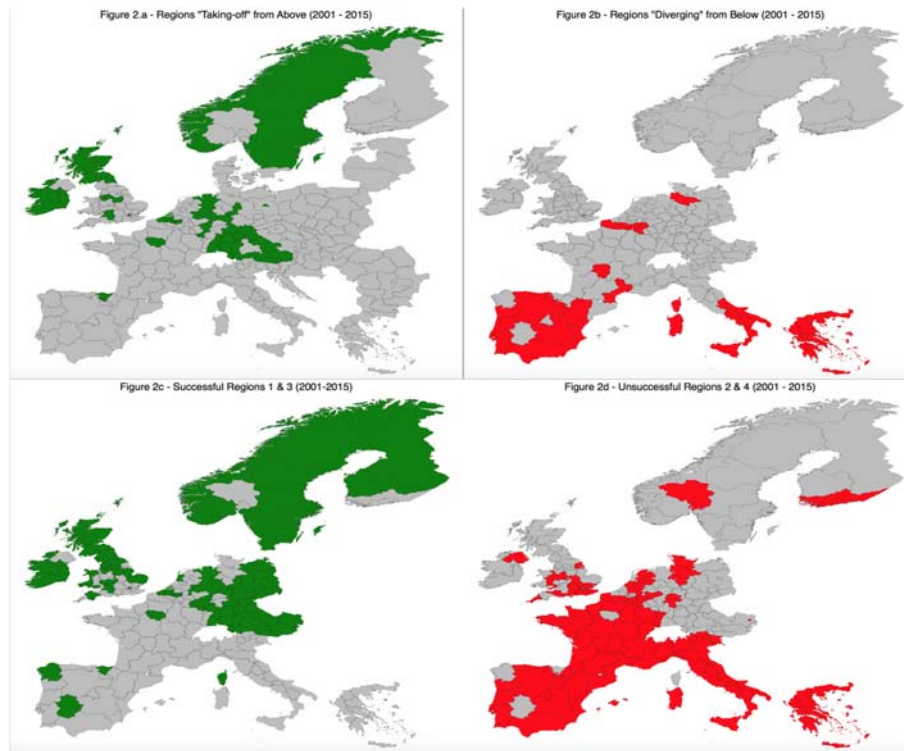 Figure 2.a - Regions "Taking-off" from Above (2001 - 2015)
Figure 2b - Regions "Diverging" from Below (2001 - 2015)
Figure 2c - Successful Regions 1 & 3 (2001-2015)
Figure 2d - Unsuccessful Regions 2 & 4 (2001 - 2015)